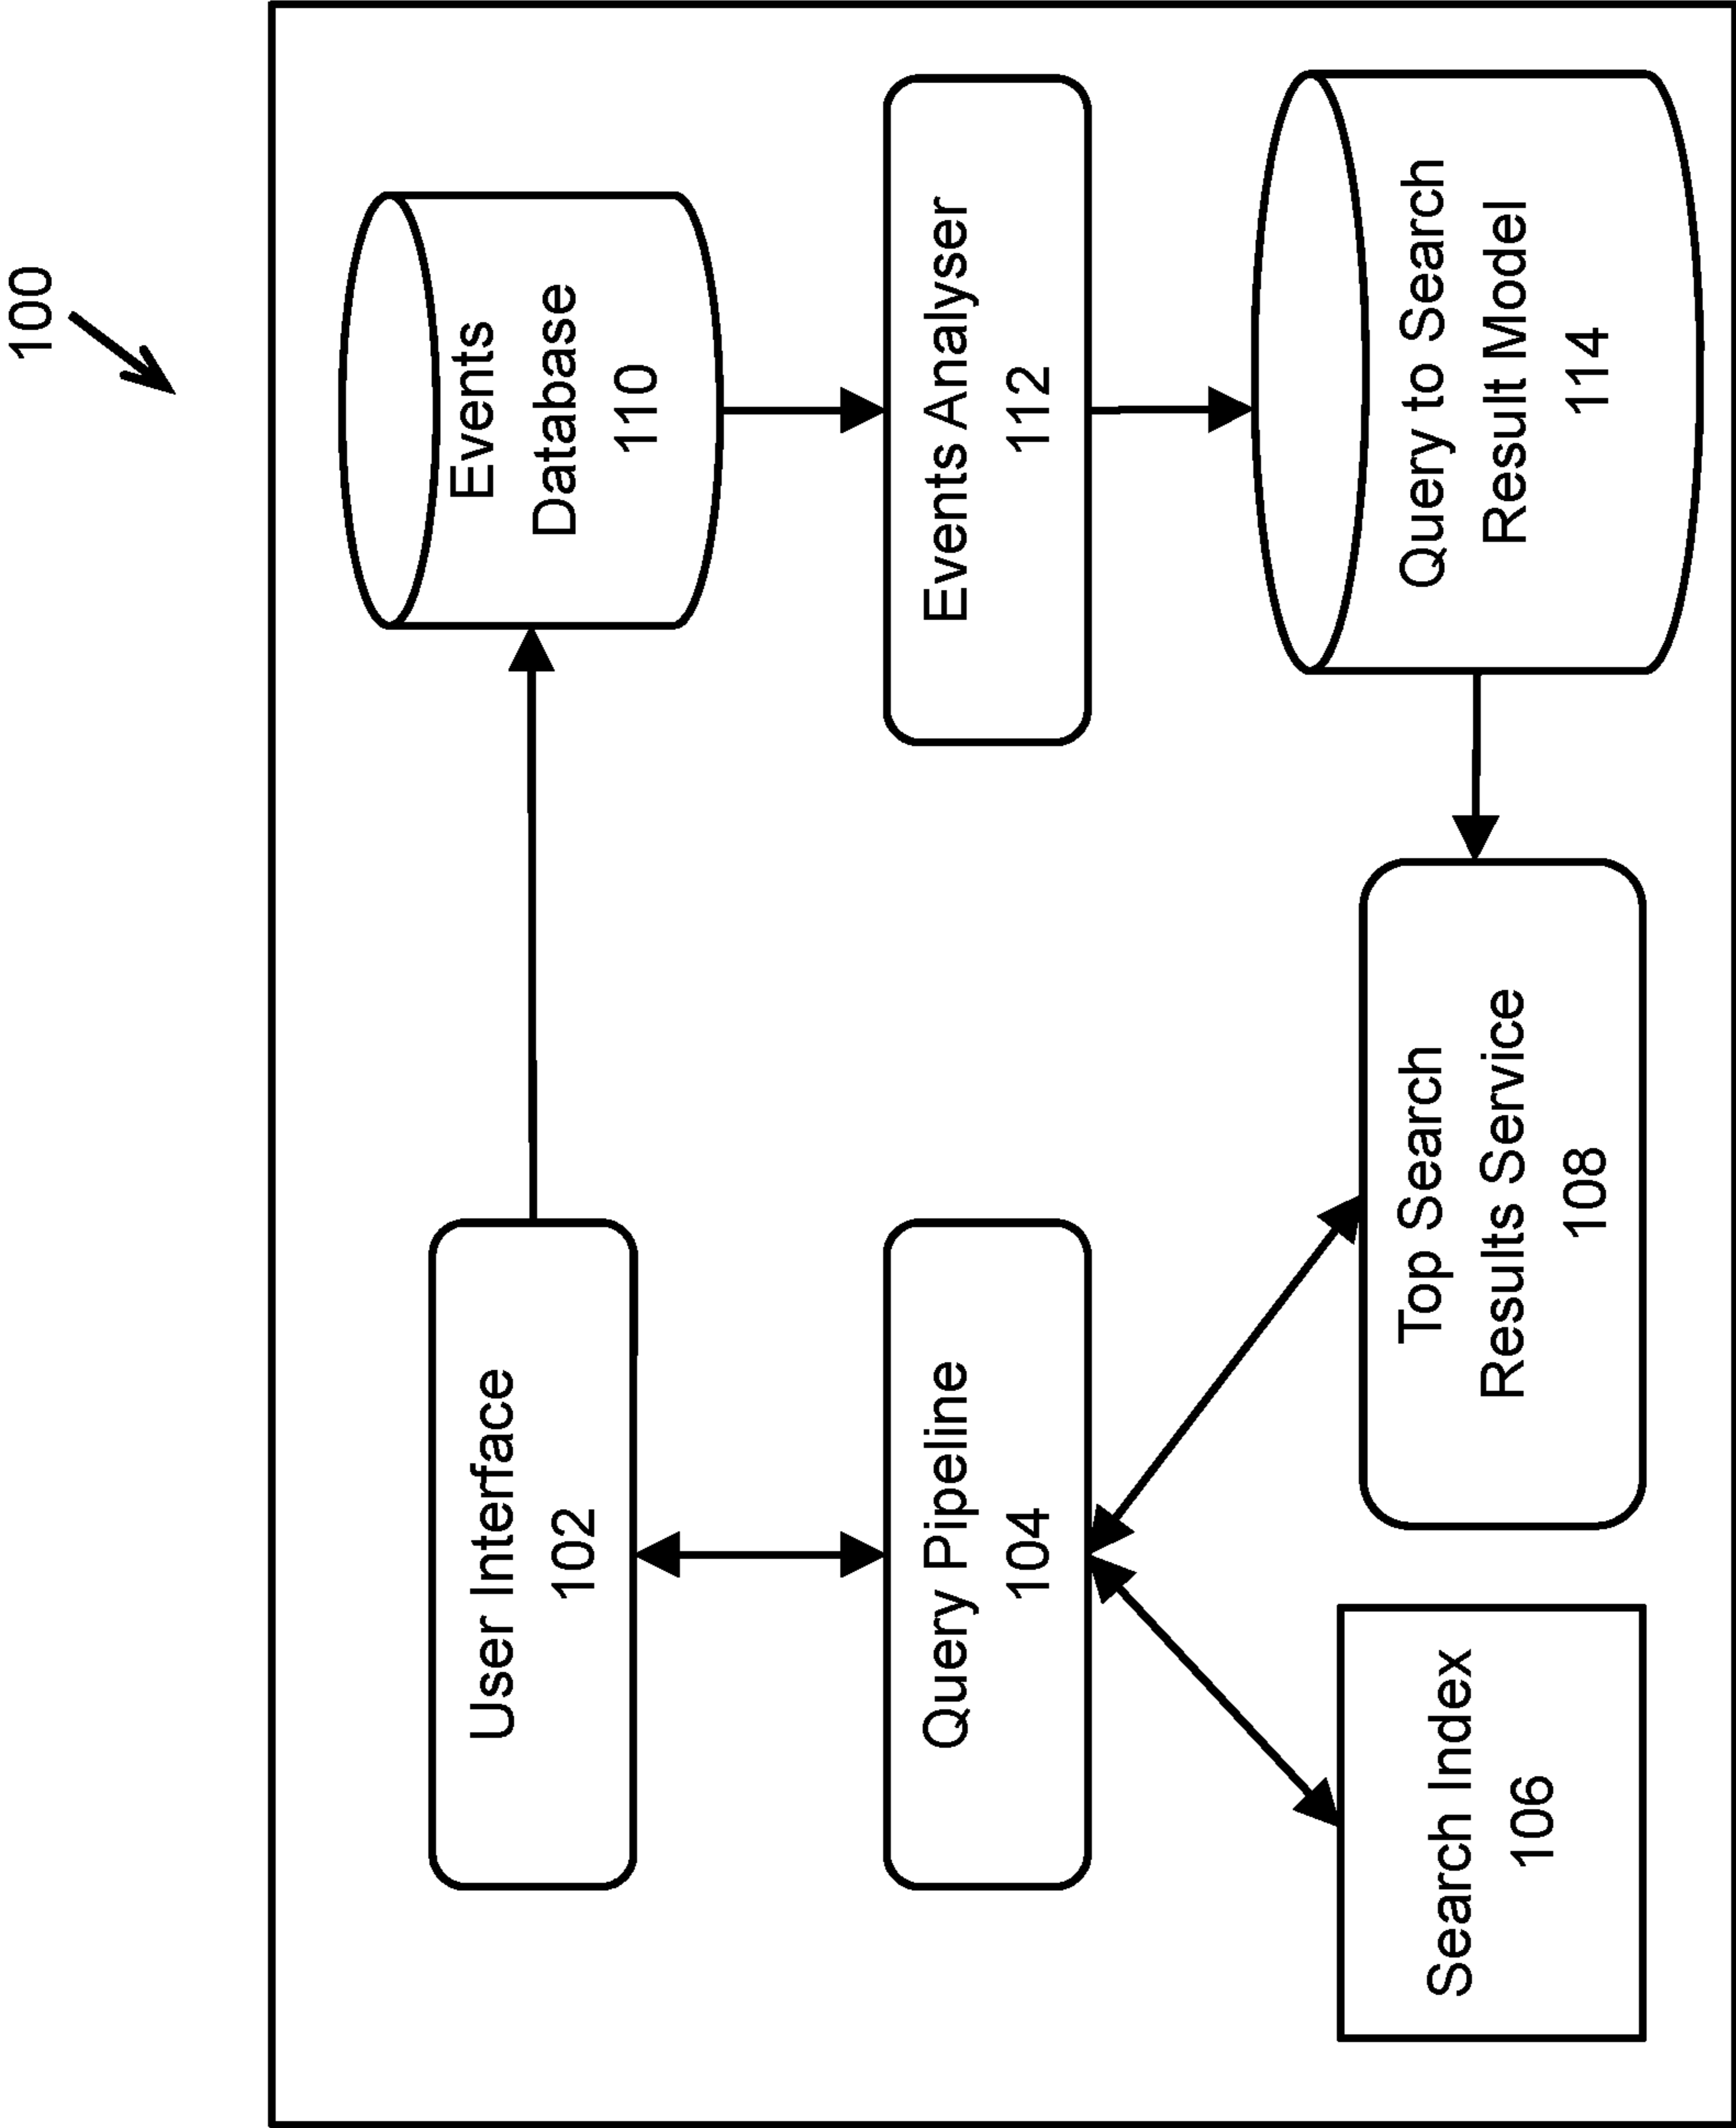 100
User Interface
102
Events
Database
110
Query Pipeline
104
Events Analyser
112
Search Index
106
Top Search
Results Service
108
Query to Search
Result Model
114